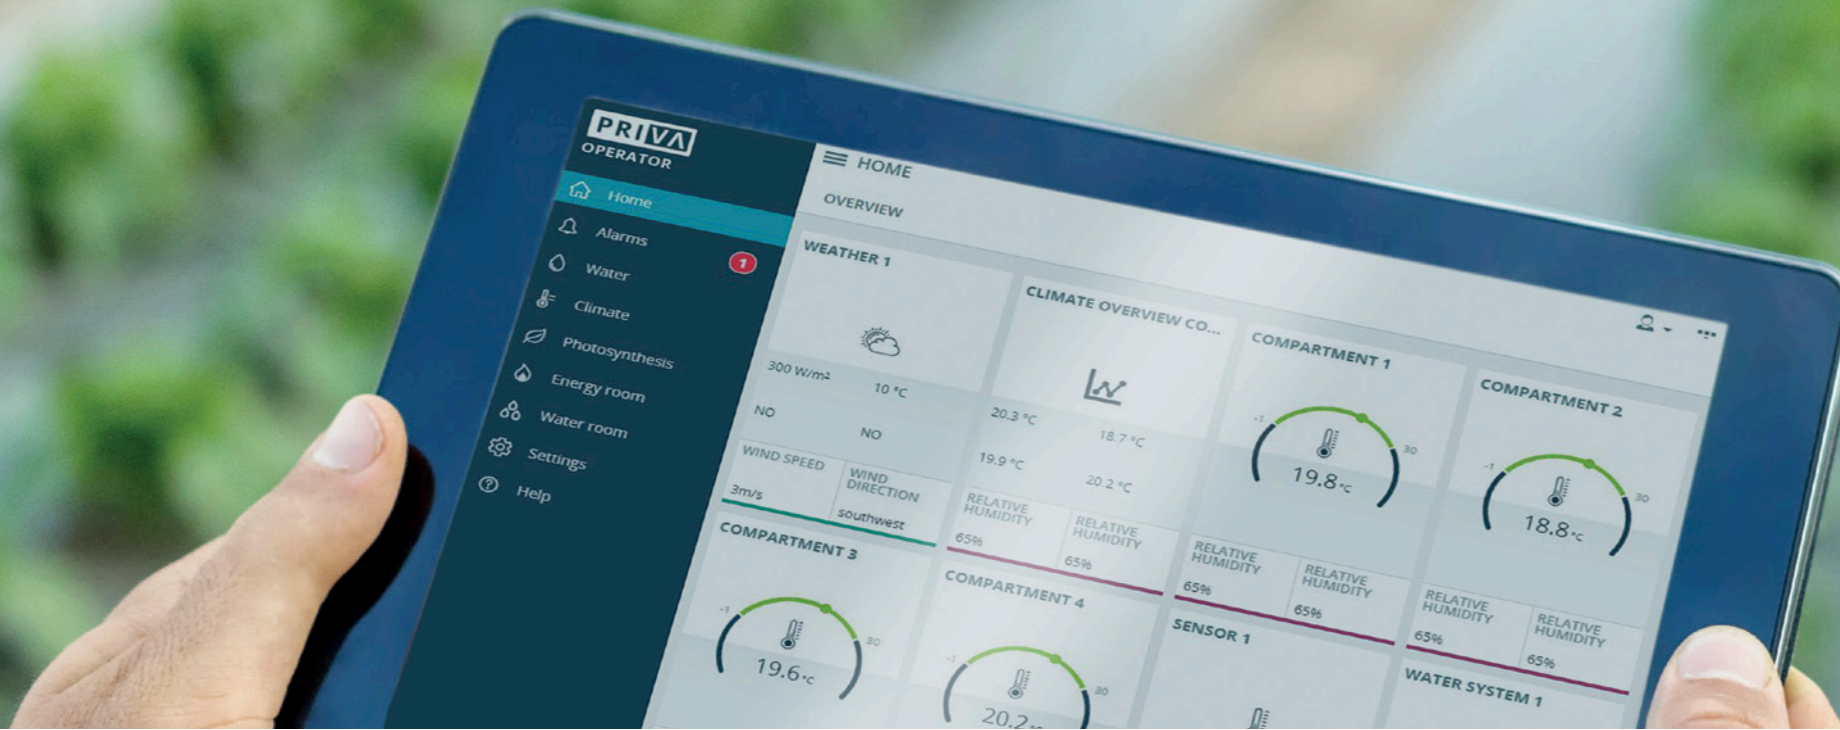 PRIVA
OPERATOR
Home
Alarms
1
Water
Climate
Photosynthesis
Energy room
Water room
Settings
Help
HOME
OVERVIEW
WEATHER 1
300 W/m² 10 °C
NO NO
WIND SPEED
3m/s
WIND
DIRECTION
southwest
CLIMATE OVERVIEW CO...
20.3 °C 18.7 °C
19.9 °C 20.2 °C
RELATIVE
HUMIDITY
65%
RELATIVE
HUMIDITY
65%
COMPARTMENT 1
-1 30
19.8°C
RELATIVE
HUMIDITY
65%
RELATIVE
HUMIDITY
65%
COMPARTMENT 2
-1 30
18.8°C
RELATIVE
HUMIDITY
65%
RELATIVE
HUMIDITY
65%
COMPARTMENT 3
-1 30
19.6°C
COMPARTMENT 4
-1 30
20.2°C
SENSOR 1
WATER SYSTEM 1